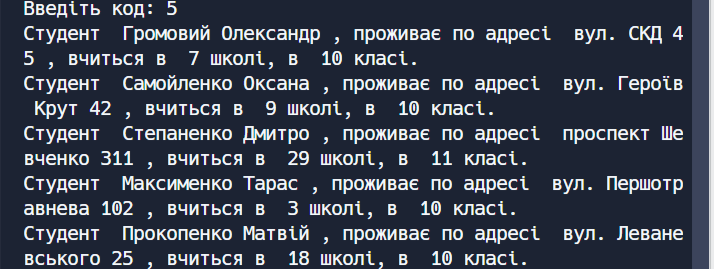 Введіть код: 5
Студент  Громовий Олександр , проживає по адресі  вул. СКД 4
5 , вчиться в  7 школі, в  10 класі.
Студент  Самойленко Оксана , проживає по адресі  вул. Героїв
 Крут 42 , вчиться в  9 школі, в  10 класі.
Студент  Степаненко Дмитро , проживає по адресі  проспект Ше
вченко 311 , вчиться в  29 школі, в  11 класі.
Студент  Максименко Тарас , проживає по адресі  вул. Першотр
авнева 102 , вчиться в  3 школі, в  10 класі.
Студент  Прокопенко Матвій , проживає по адресі  вул. Леване
вського 25 , вчиться в  18 школі, в  10 класі.